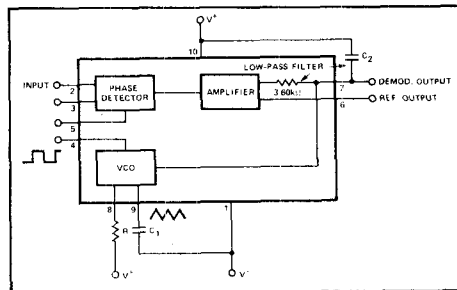 V+
10
C2
LOW-PASS FILTER
INPUT
2
3
PHASE DETECTOR
AMPLIFIER
3.60kΩ
7
DEMOD. OUTPUT
6
REF OUTPUT
5
4
VCO
8
9
1
R
C1
V+